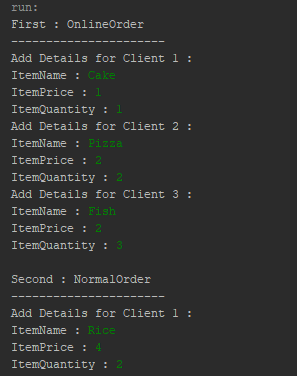 run:
First : OnlineOrder
----------------------
Add Details for Client 1 :
ItemName : Cake
ItemPrice : 1
ItemQuantity : 1
Add Details for Client 2 :
ItemName : Pizza
ItemPrice : 2
ItemQuantity : 2
Add Details for Client 3 :
ItemName : Fish
ItemPrice : 2
ItemQuantity : 3
Second : NormalOrder
----------------------
Add Details for Client 1 :
ItemName : Rice
ItemPrice : 4
ItemQuantity : 2